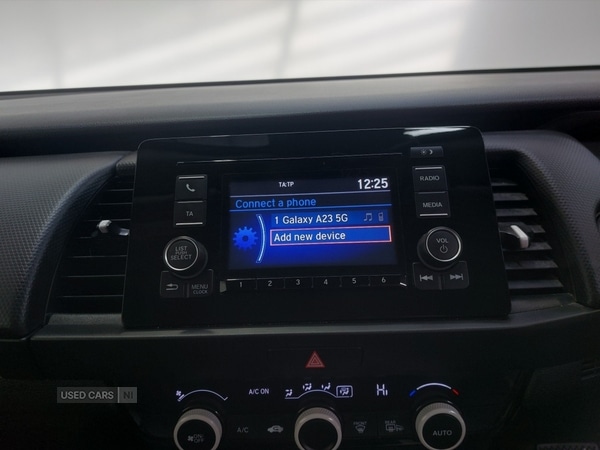 TA:TP
12:25
Connect a phone
1 Galaxy A23 5G
Add new device
TA
LIST
SELECT
MENU
CLOCK
RADIO
MEDIA
VOL
1 2 3 4 5 6
USED CARS NI
A/C ON
Hi
A/C
AUTO